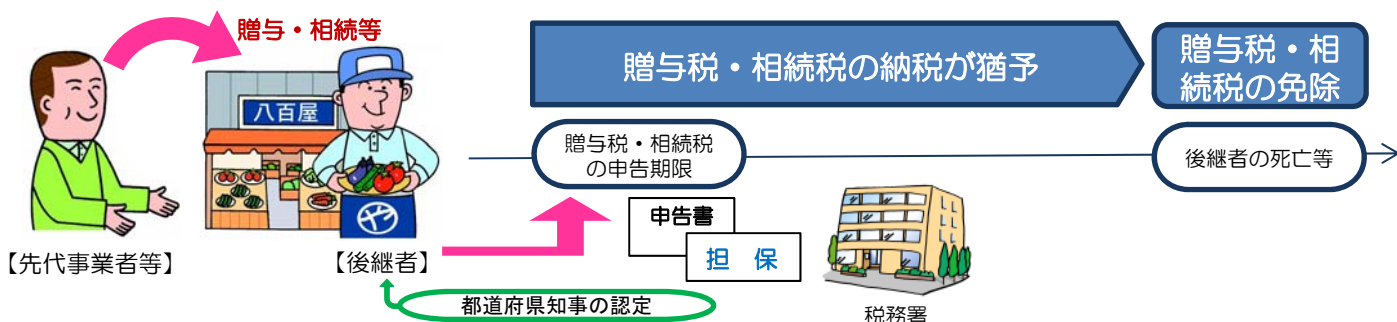 贈与・相続等
八百屋
【先代事業者等】
【後継者】
都道府県知事の認定
贈与税・相続税の納税が猶予
贈与税・相
続税の免除
贈与税・相続税
の申告期限
後継者の死亡等
申告書
担 保
税務署